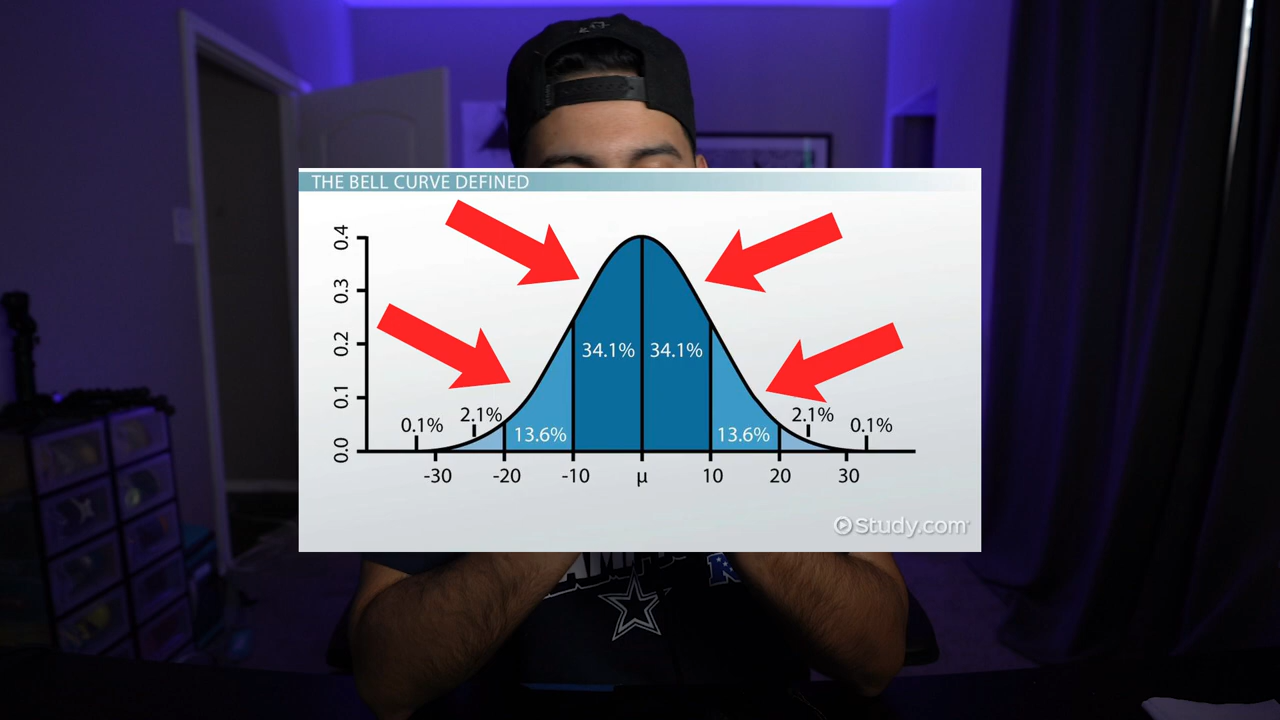 THE BELL CURVE DEFINED
0.4
0.3
0.2
0.1
0.0
34.1% 34.1%
0.1% 2.1% 13.6% 13.6% 2.1% 0.1%
-30 -20 -10 µ 10 20 30
Study.com